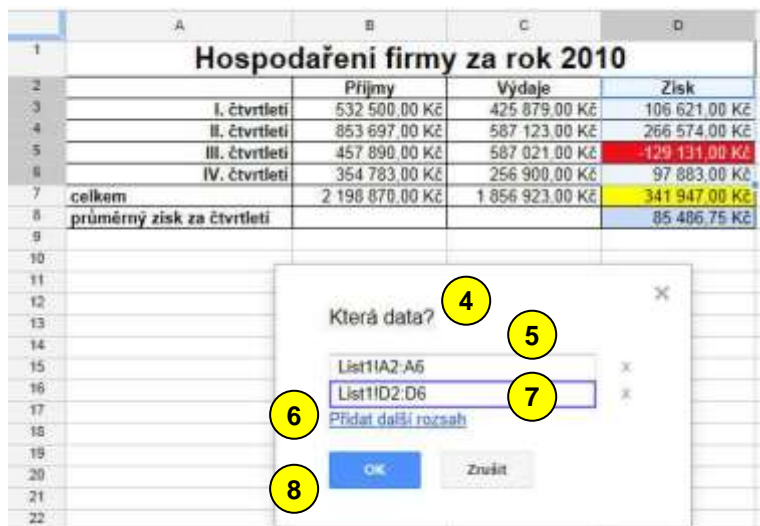 A B C D
1 Hospodaření firmy za rok 2010
2 Příjmy Výdaje Zisk
3 I. čtvrtletí 532 500,00 Kč 425 879,00 Kč 106 621,00 Kč
4 II. čtvrtletí 853 697,00 Kč 587 123,00 Kč 266 574,00 Kč
5 III. čtvrtletí 457 890,00 Kč 587 021,00 Kč -129 131,00 Kč
6 IV. čtvrtletí 354 783,00 Kč 256 900,00 Kč 97 883,00 Kč
7 celkem 2 198 870,00 Kč 1 856 923,00 Kč 341 947,00 Kč
8 průměrný zisk za čtvrtletí 85 486,75 Kč
9
10
11
12
13
14
15
16
17
18
19
20
21
22
Která data? 4
×
5
List1!A2:A6 x
List1!D2:D6 7 x
6 Přidat další rozsah
OK Zrušit
8